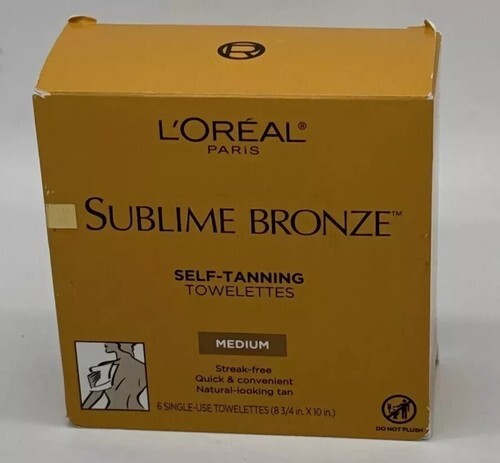 L'ORÉAL®
PARIS
SUBLIME BRONZE™
SELF-TANNING
TOWELETTES
MEDIUM
Streak-free
Quick & convenient
Natural-looking tan
6 SINGLE-USE TOWELETTES (8 3/4 in. X 10 in.)
DO NOT FLUSH